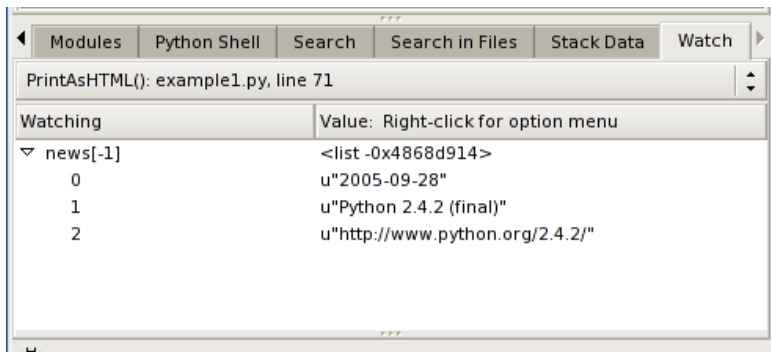 Modules Python Shell Search Search in Files Stack Data Watch
PrintAsHTML(): example1.py, line 71
Watching Value: Right-click for option menu
news[-1] <list -0x4868d914>
0 u"2005-09-28"
1 u"Python 2.4.2 (final)"
2 u"http://www.python.org/2.4.2/"